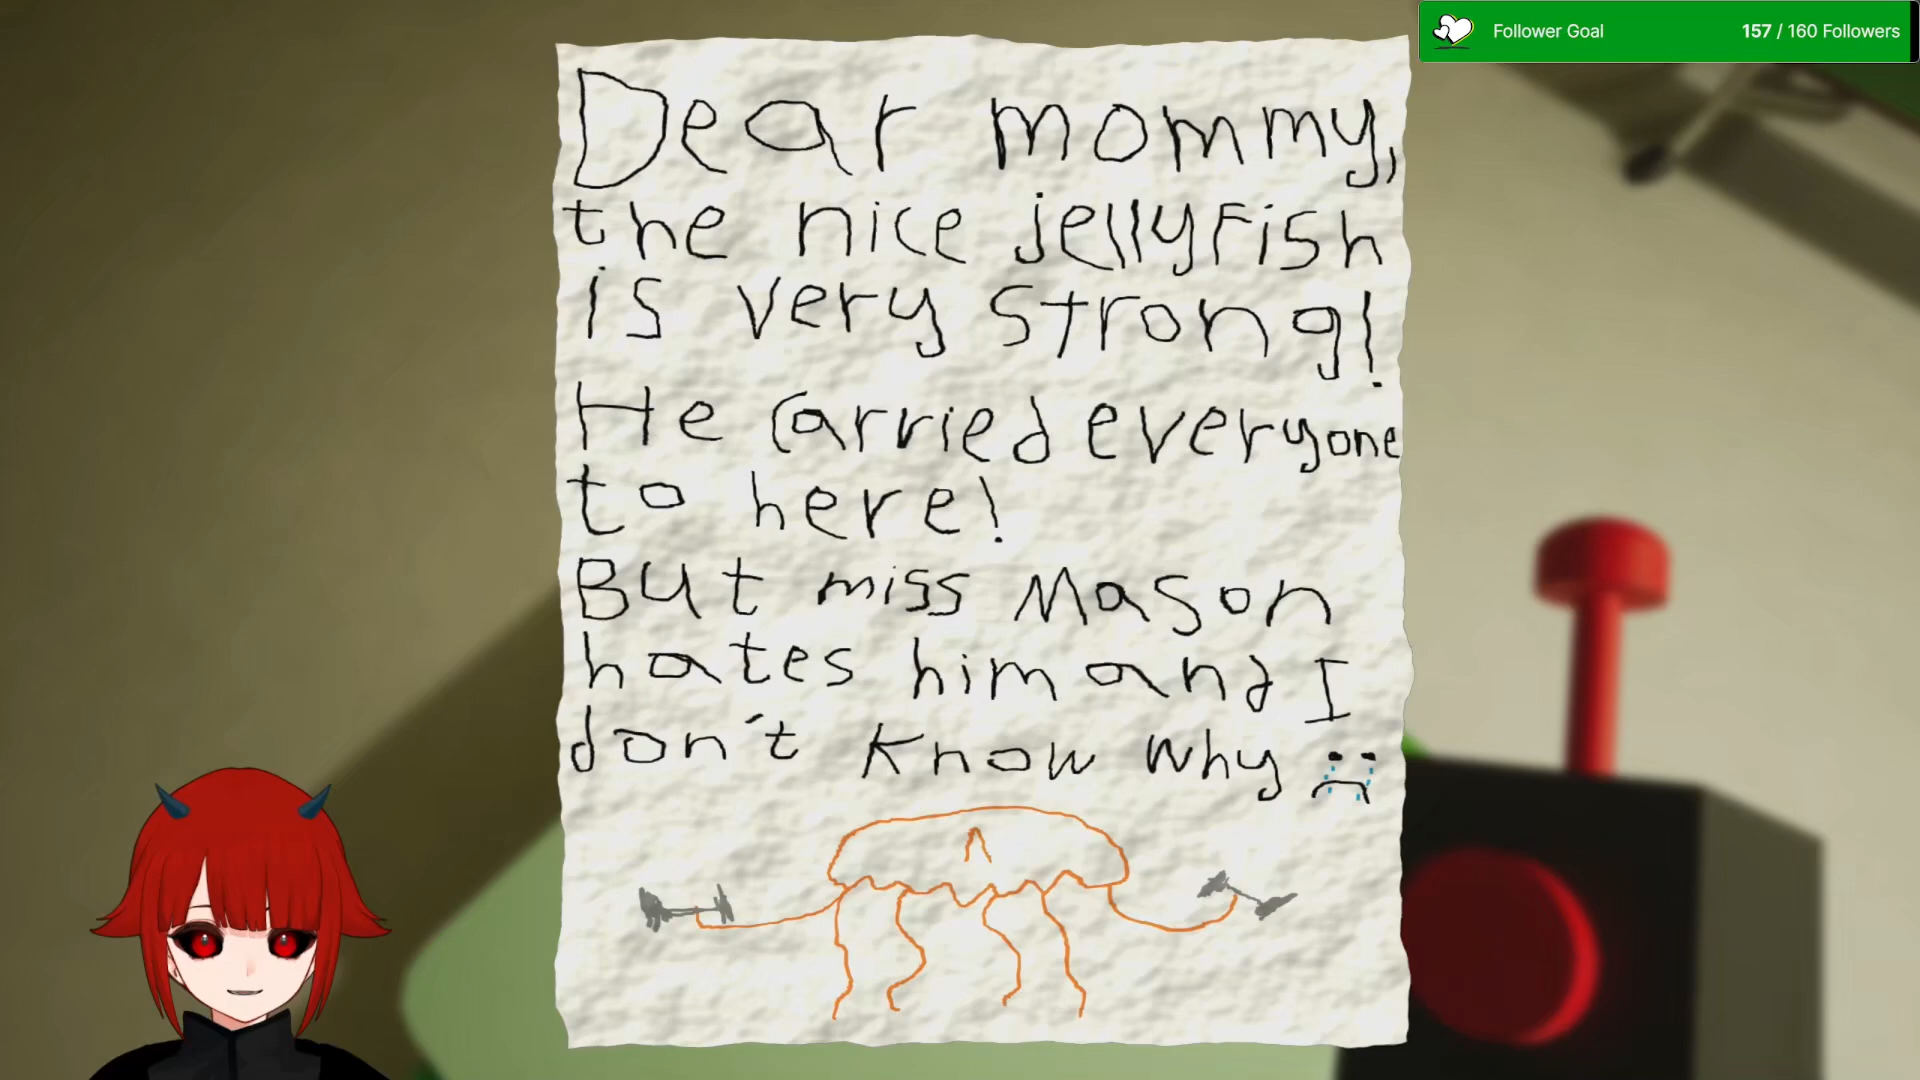 Follower Goal 157 / 160 Followers
Dear mommy,
the nice jellyfish
is very strong!
He carried everyone
to here!
But miss Mason
hates him and I
don't know why